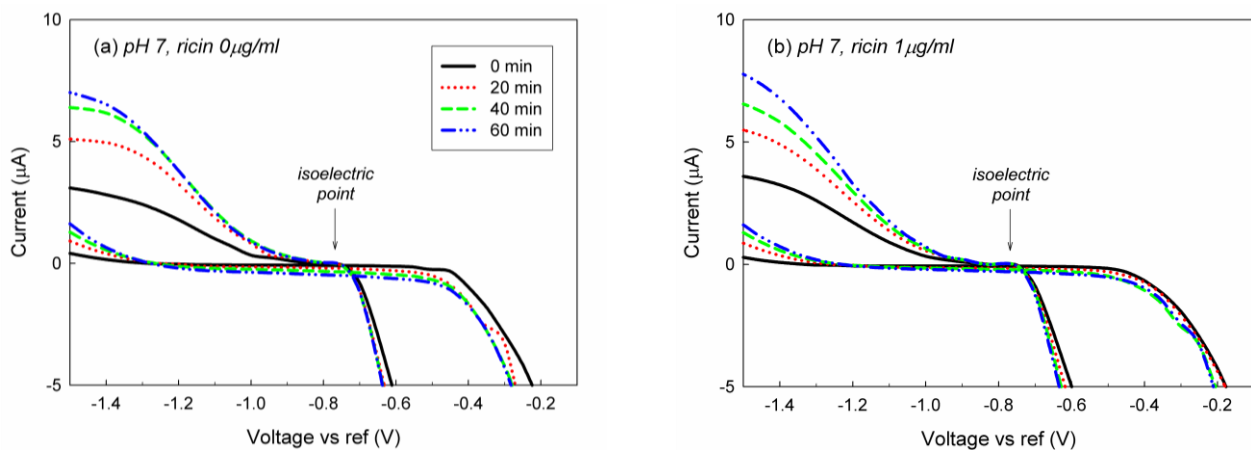 10
(a) pH 7, ricin 0μg/ml
0 min
20 min
40 min
60 min
5
isoelectric
point
0
-5
-1.4
-1.2
-1.0
-0.8
-0.6
-0.4
-0.2
Current (μA)
Voltage vs ref (V)
10
(b) pH 7, ricin 1μg/ml
5
isoelectric
point
0
-5
-1.4
-1.2
-1.0
-0.8
-0.6
-0.4
-0.2
Current (μA)
Voltage vs ref (V)